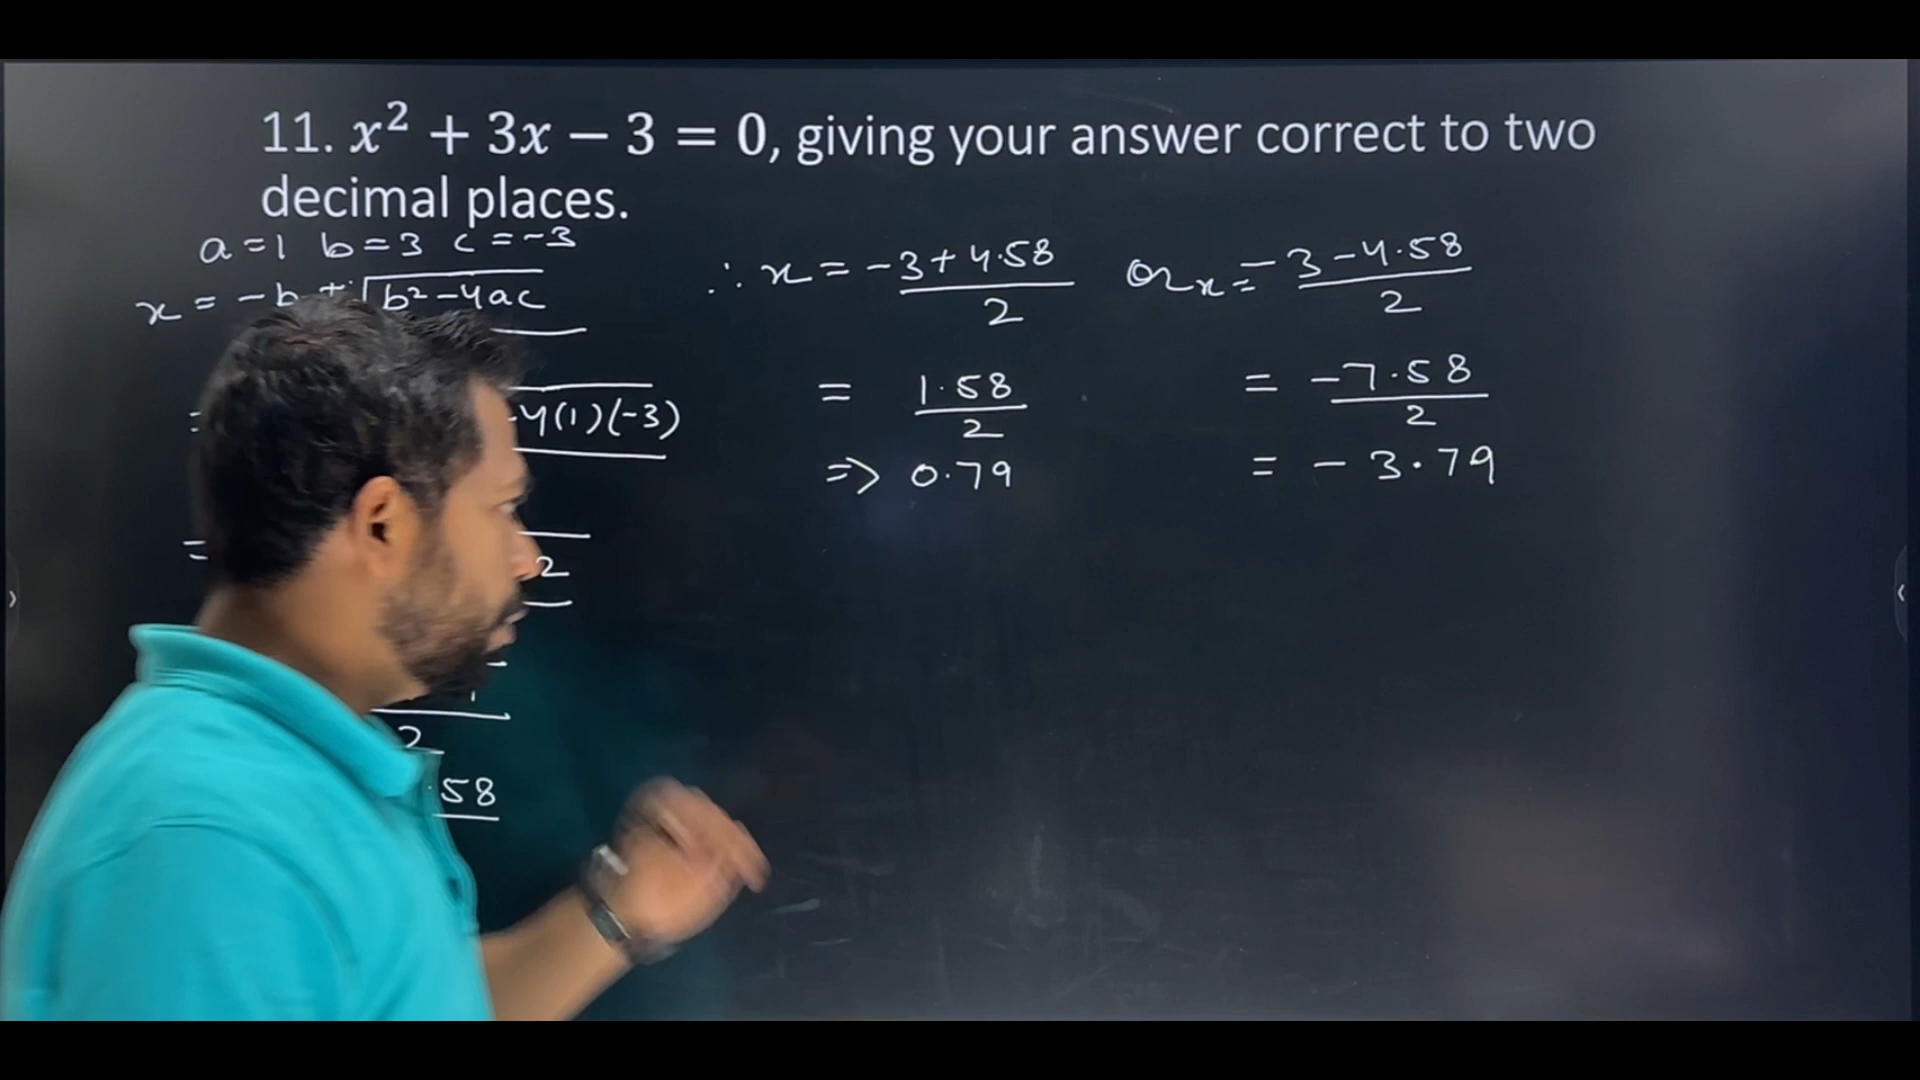 11. x² + 3x − 3 = 0, giving your answer correct to two
decimal places.
a = 1 b = 3 c = -3
x = -b ± √b² - 4ac
= -4(1)(-3)
= 2
2
.58
∴ x = -3 + 4.58 / 2 or x = -3 - 4.58 / 2
= 1.58 / 2 = -7.58 / 2
=> 0.79 = -3.79